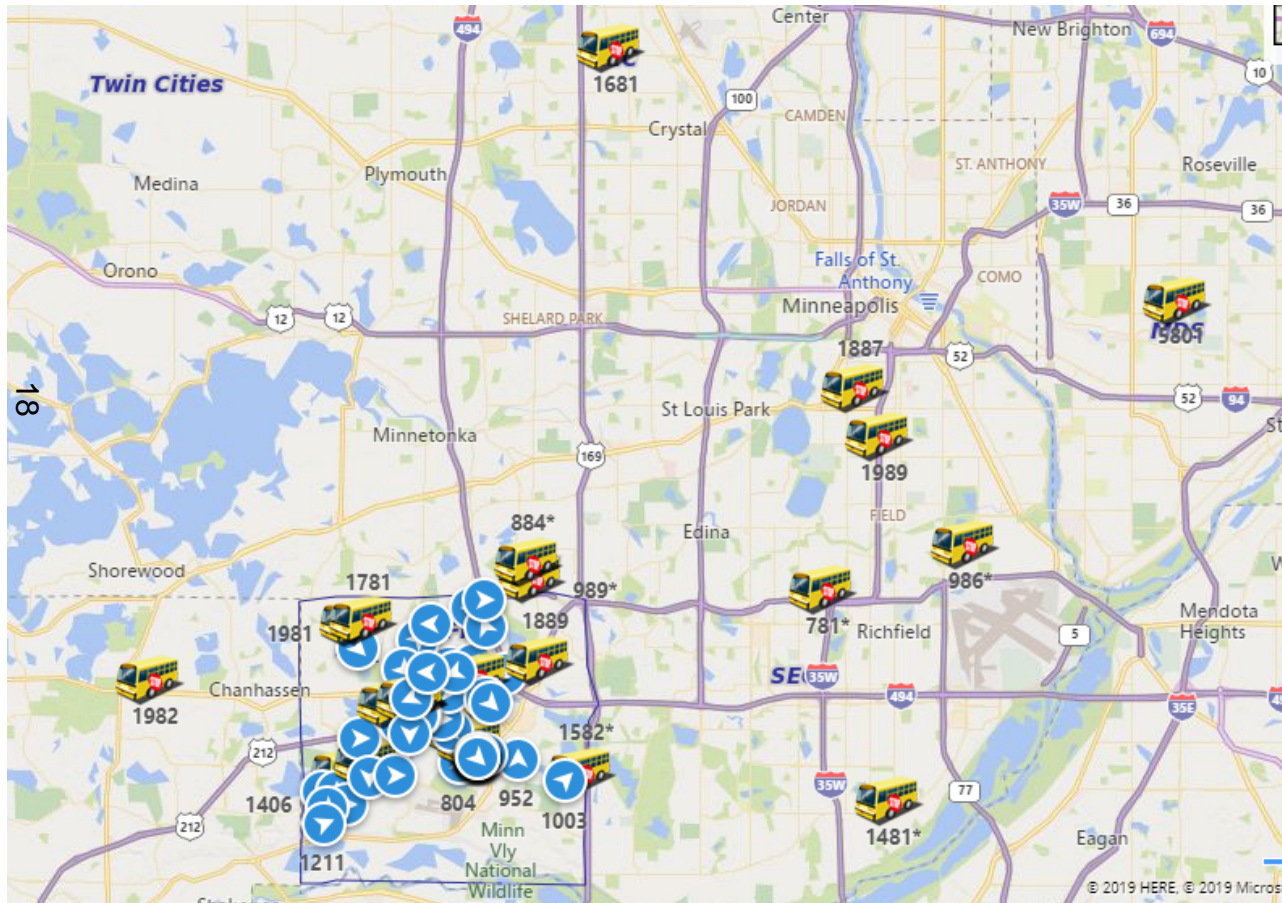 Center
New Brighton
494
694
1681
10
Twin Cities
100
CAMDEN
Crystal
ST. ANTHONY
Roseville
Plymouth
Medina
JORDAN
35W
36
36
Falls of St.
Anthony
Orono
COMO
Minneapolis
12
12
SHELARD PARK
9801
1887
52
18
52
94
St Louis Park
Minnetonka
169
1989
884*
FIELD
Edina
Shorewood
986*
1781
989*
Mendota
Heights
1981
1889
781*
Richfield
5
Chanhassen
35W
494
1982
35E
1582*
212
1406
804
952
1003
35W
77
212
Minn
Vly
National
Wildlife
1481*
Eagan
1211
© 2019 HERE, © 2019 Micros